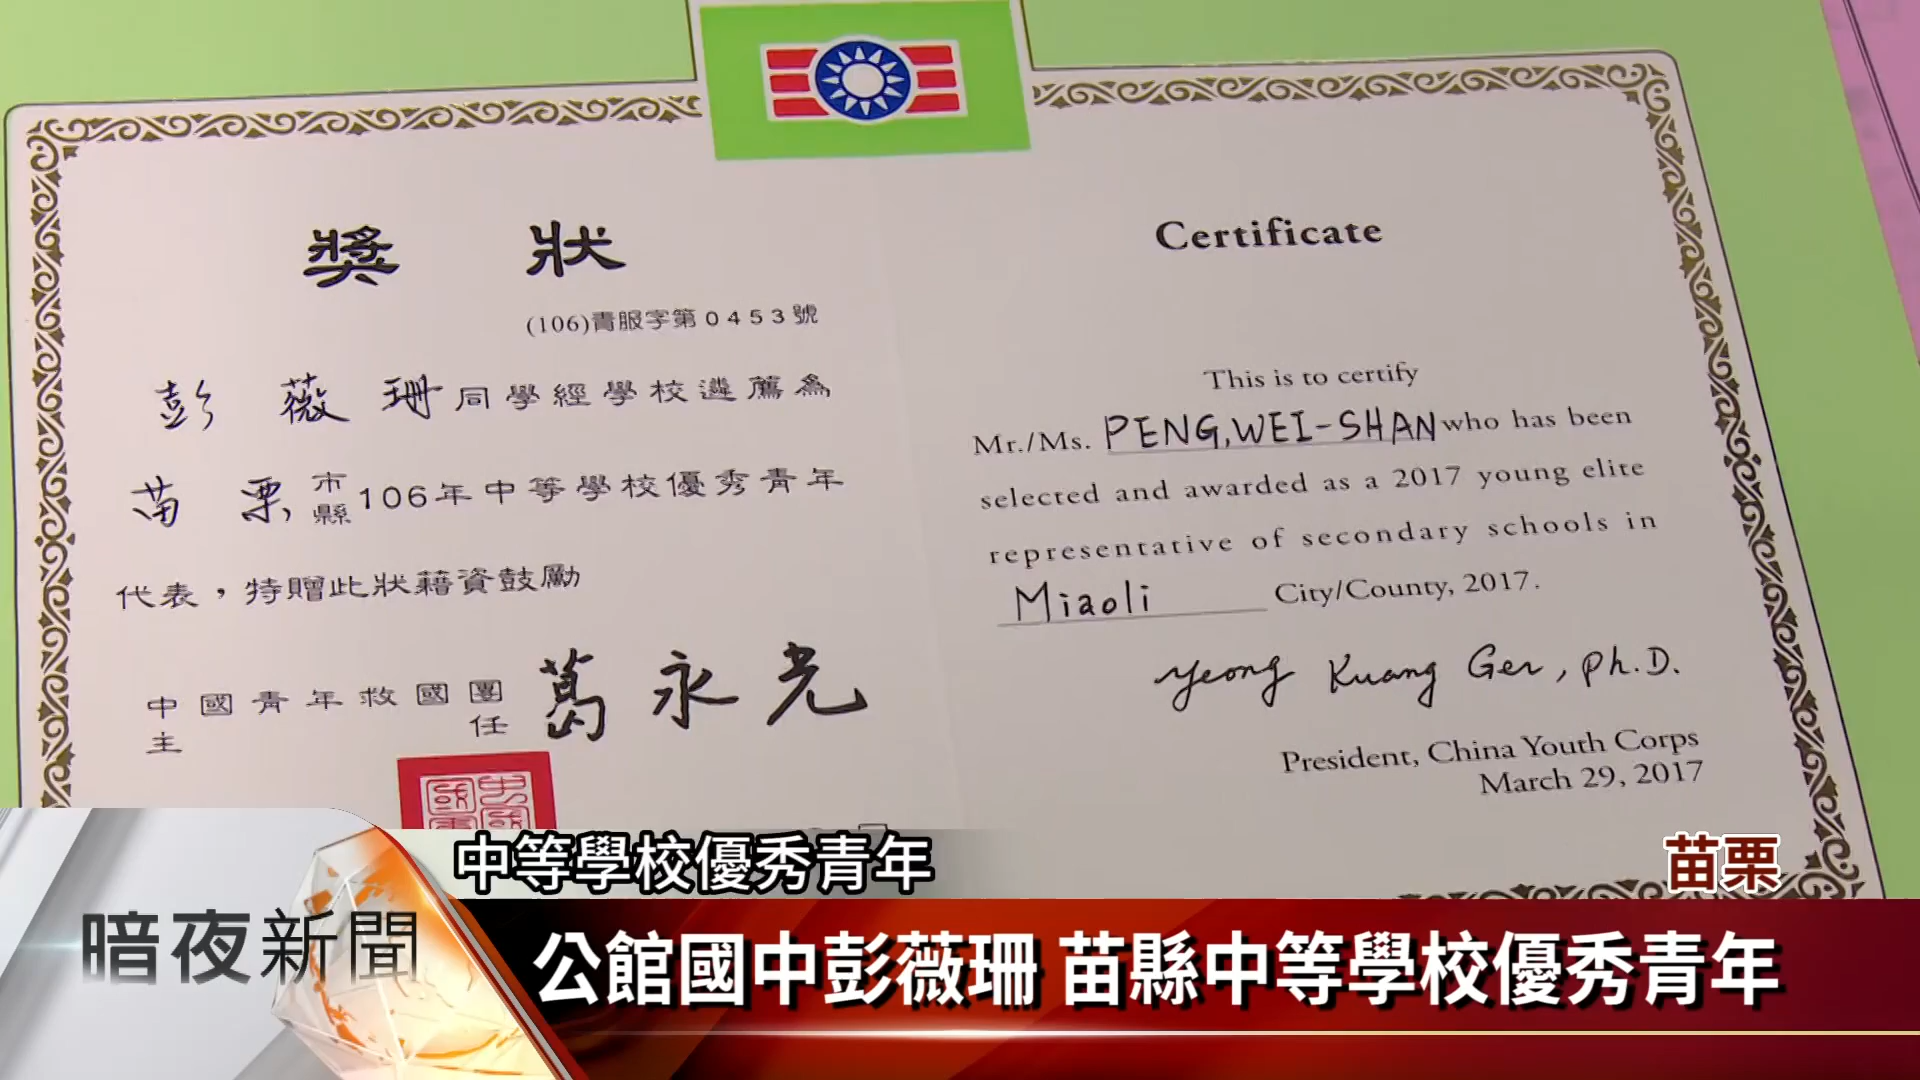 獎狀
(106)青服字第0453號
彭薇珊同學經學校遴薦為
苗栗市縣106年中等學校優秀青年
代表，特贈此狀藉資鼓勵
中國青年救國團
主任
葛永光
Certificate
This is to certify
Mr./Ms. PENG,WEI-SHAN who has been
selected and awarded as a 2017 young elite
representative of secondary schools in
Miaoli City/County, 2017.
Yeong Kuang Ger, Ph.D.
President, China Youth Corps
March 29, 2017
中等學校優秀青年
苗栗
暗夜新聞
公館國中彭薇珊 苗縣中等學校優秀青年